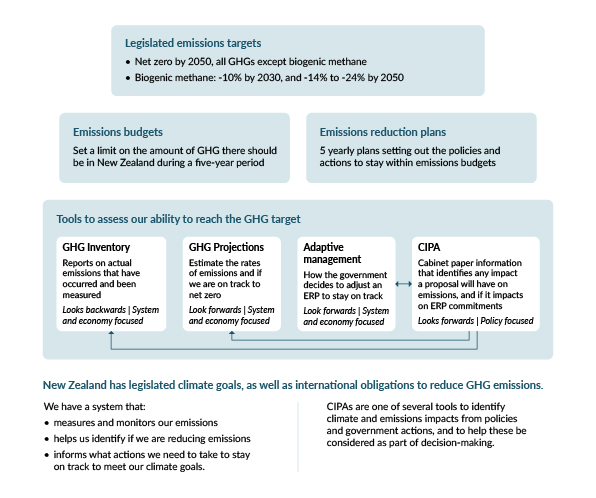 Legislated emissions targets
• Net zero by 2050, all GHGs except biogenic methane
• Biogenic methane: -10% by 2030, and -14% to -24% by 2050
Emissions budgets
Set a limit on the amount of GHG there should
be in New Zealand during a five-year period
Emissions reduction plans
5 yearly plans setting out the policies and
actions to stay within emissions budgets
Tools to assess our ability to reach the GHG target
GHG Inventory
Reports on actual
emissions that have
occurred and been
measured
Looks backwards | System
and economy focused
GHG Projections
Estimate the rates
of emissions and if
we are on track to
net zero
Look forwards | System
and economy focused
Adaptive
management
How the government
decides to adjust an
ERP to stay on track
Look forwards | System
and economy focused
CIPA
Cabinet paper information
that identifies any impact
a proposal will have on
emissions, and if it impacts
on ERP commitments
Looks forwards | Policy focused
New Zealand has legislated climate goals, as well as international obligations to reduce GHG emissions.
We have a system that:
• measures and monitors our emissions
• helps us identify if we are reducing emissions
• informs what actions we need to take to stay
on track to meet our climate goals.
CIPAs are one of several tools to identify
climate and emissions impacts from policies
and government actions, and to help these be
considered as part of decision-making.